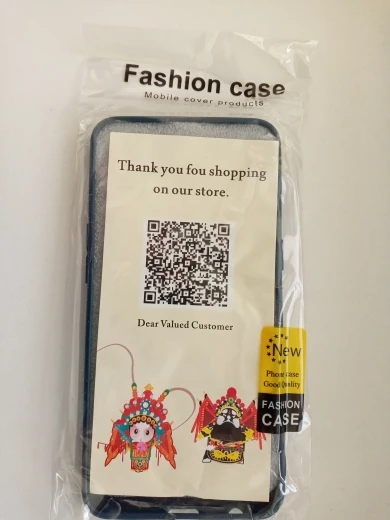 Fashion case
Mobile cover products
Thank you fou shopping
on our store.
Dear Valued Customer
New
Phone case
Good Quality
FASHION
CASE